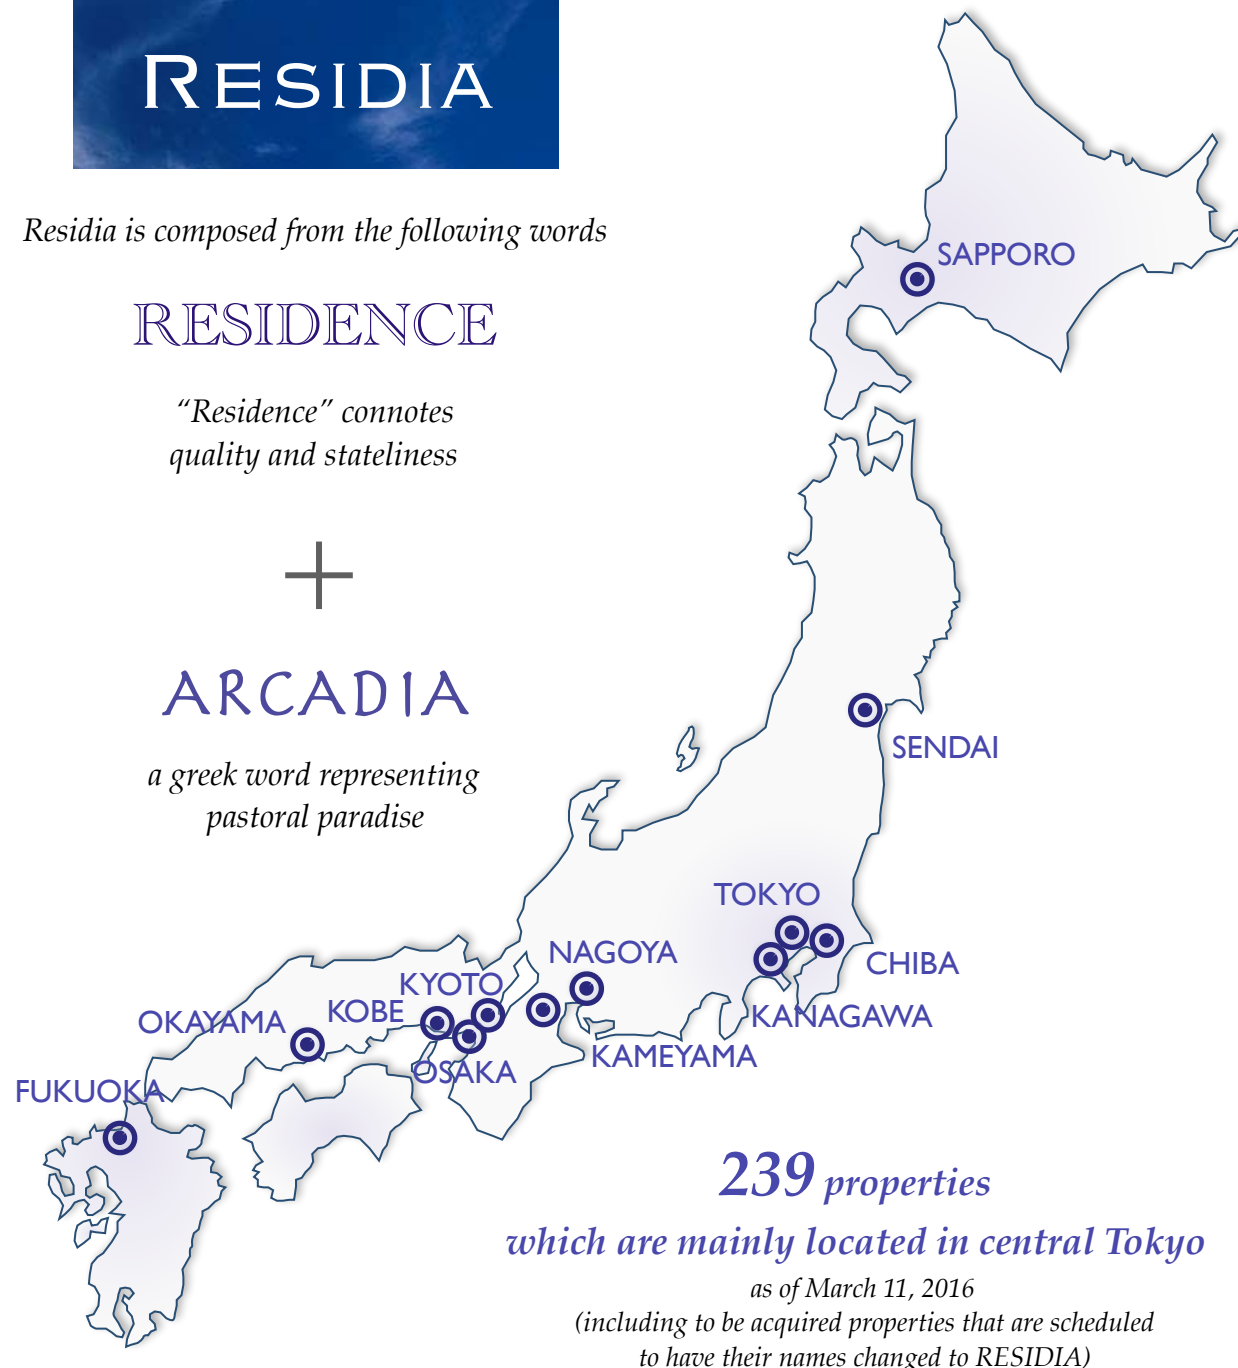 RESIDIA
Residia is composed from the following words
RESIDENCE
“Residence” connotes
quality and stateliness
+
ARCADIA
a greek word representing
pastoral paradise
SAPPORO
SENDAI
TOKYO
CHIBA
KANAGAWA
NAGOYA
KAMEYAMA
KYOTO
KOBE
OSAKA
OKAYAMA
FUKUOKA
239 properties
which are mainly located in central Tokyo
as of March 11, 2016
(including to be acquired properties that are scheduled
to have their names changed to RESIDIA)